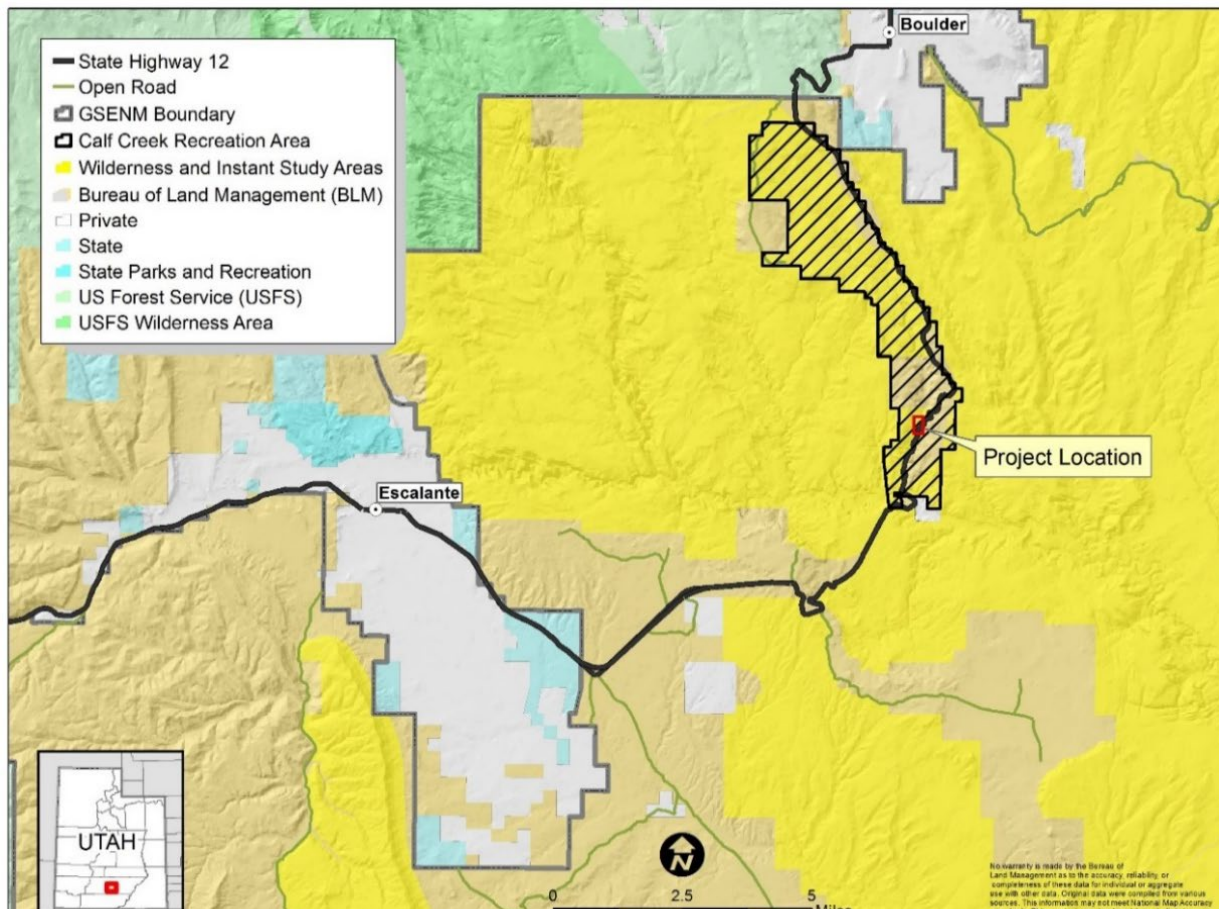 Boulder
State Highway 12
Open Road
GSENM Boundary
Calf Creek Recreation Area
Wilderness and Instant Study Areas
Bureau of Land Management (BLM)
Private
State
State Parks and Recreation
US Forest Service (USFS)
USFS Wilderness Area
Project Location
Escalante
UTAH
N
0 2.5 5
Miles
No warranty is made by the Bureau of
Land Management as to the accuracy, reliability, or
completeness of these data for individual or aggregate
use with other data. Original data were compiled from various
sources. This information may not meet National Map Accuracy